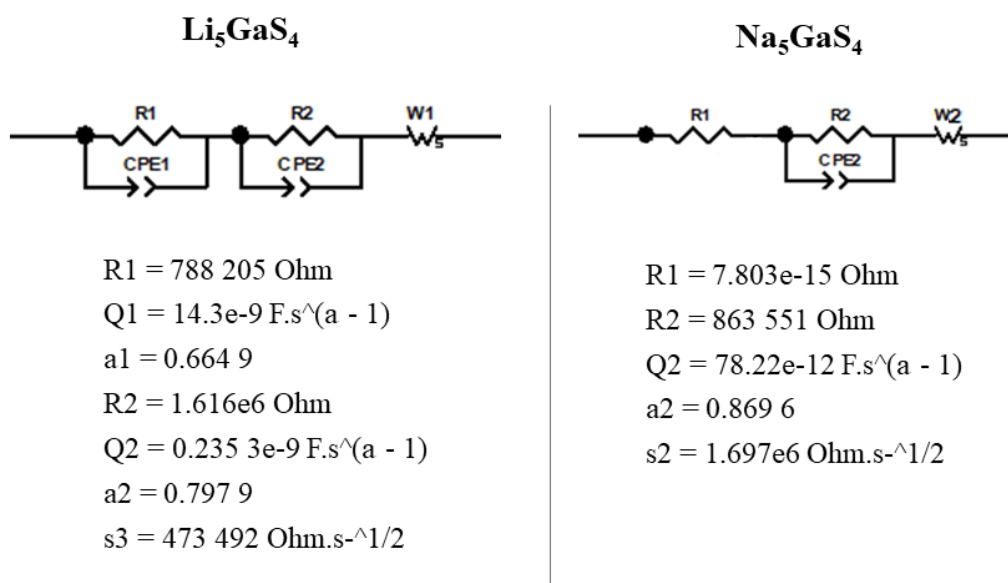 Li₅GaS₄
R1
CPE1
R2
CPE2
W1
s
R1 = 788 205 Ohm
Q1 = 14.3e-9 F.s^(a - 1)
a1 = 0.664 9
R2 = 1.616e6 Ohm
Q2 = 0.235 3e-9 F.s^(a - 1)
a2 = 0.797 9
s3 = 473 492 Ohm.s-^1/2
Na₅GaS₄
R1
R2
CPE2
W2
s
R1 = 7.803e-15 Ohm
R2 = 863 551 Ohm
Q2 = 78.22e-12 F.s^(a - 1)
a2 = 0.869 6
s2 = 1.697e6 Ohm.s-^1/2